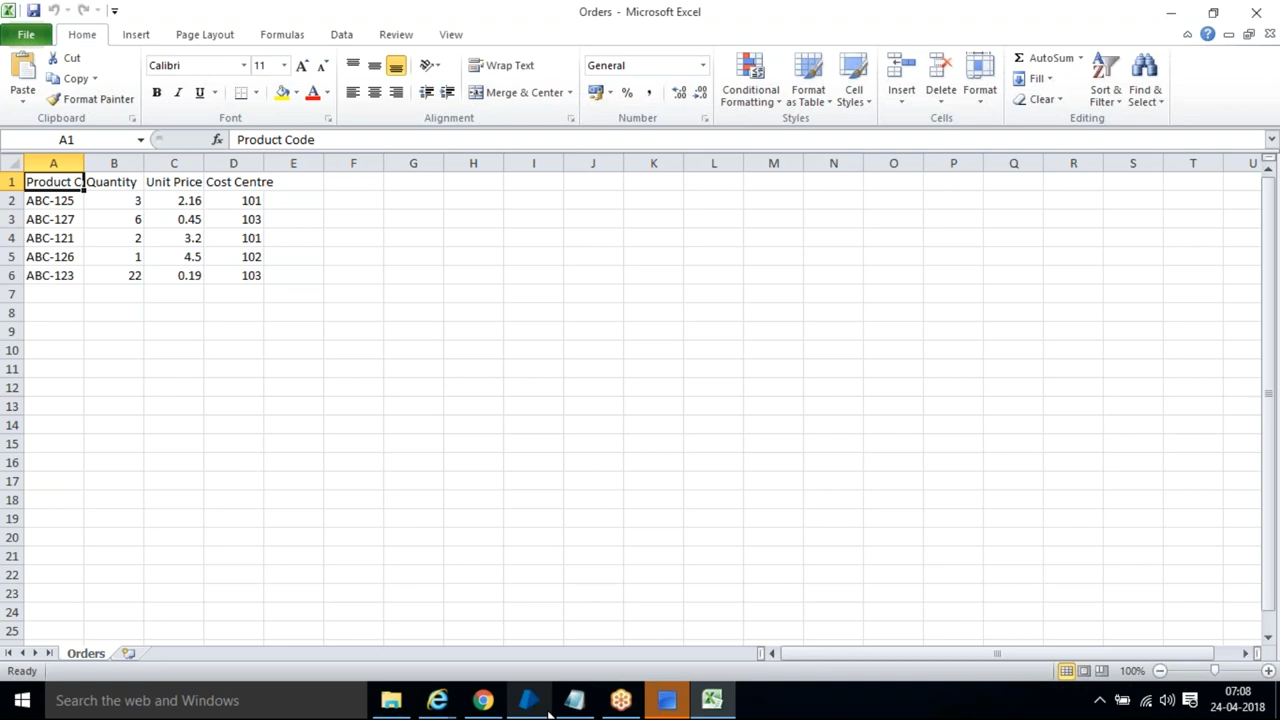 Orders - Microsoft Excel
File Home Insert Page Layout Formulas Data Review View
Paste
Cut
Copy
Format Painter
Clipboard
Calibri 11
B I U A
Font
Wrap Text
Merge & Center
Alignment
General
% ,
Number
Conditional Formatting
Format as Table
Cell Styles
Styles
Insert
Delete
Format
Cells
AutoSum
Fill
Clear
Sort & Filter
Find & Select
Editing
A1 fx Product Code
A B C D E F G H I J K L M N O P Q R S T U
1 Product C Quantity Unit Price Cost Centre
2 ABC-125 3 2.16 101
3 ABC-127 6 0.45 103
4 ABC-121 2 3.2 101
5 ABC-126 1 4.5 102
6 ABC-123 22 0.19 103
7
8
9
10
11
12
13
14
15
16
17
18
19
20
21
22
23
24
25
Orders
Ready 100%
Search the web and Windows
07:08
24-04-2018